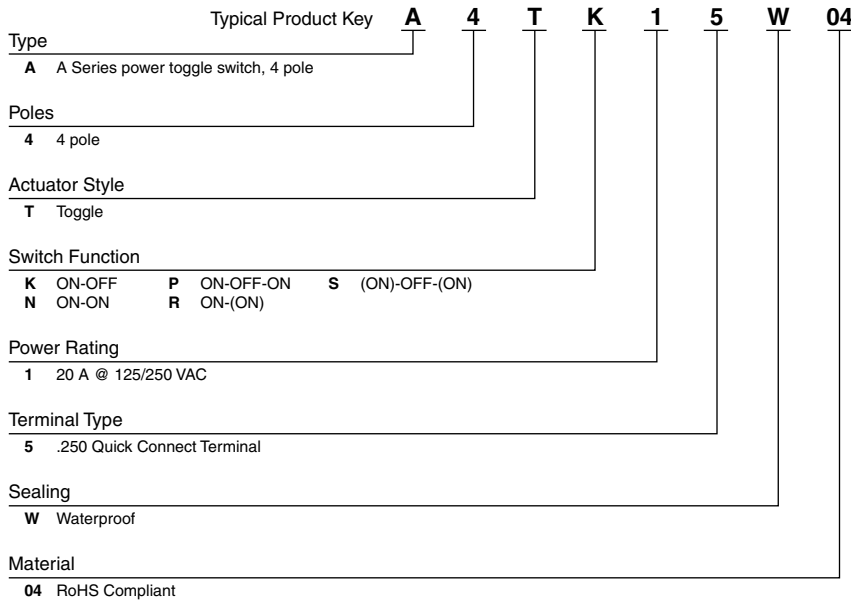 Typical Product Key A 4 T K 1 5 W 04
Type
A A Series power toggle switch, 4 pole
Poles
4 4 pole
Actuator Style
T Toggle
Switch Function
K ON-OFF P ON-OFF-ON S (ON)-OFF-(ON)
N ON-ON R ON-(ON)
Power Rating
1 20 A @ 125/250 VAC
Terminal Type
5 .250 Quick Connect Terminal
Sealing
W Waterproof
Material
04 RoHS Compliant